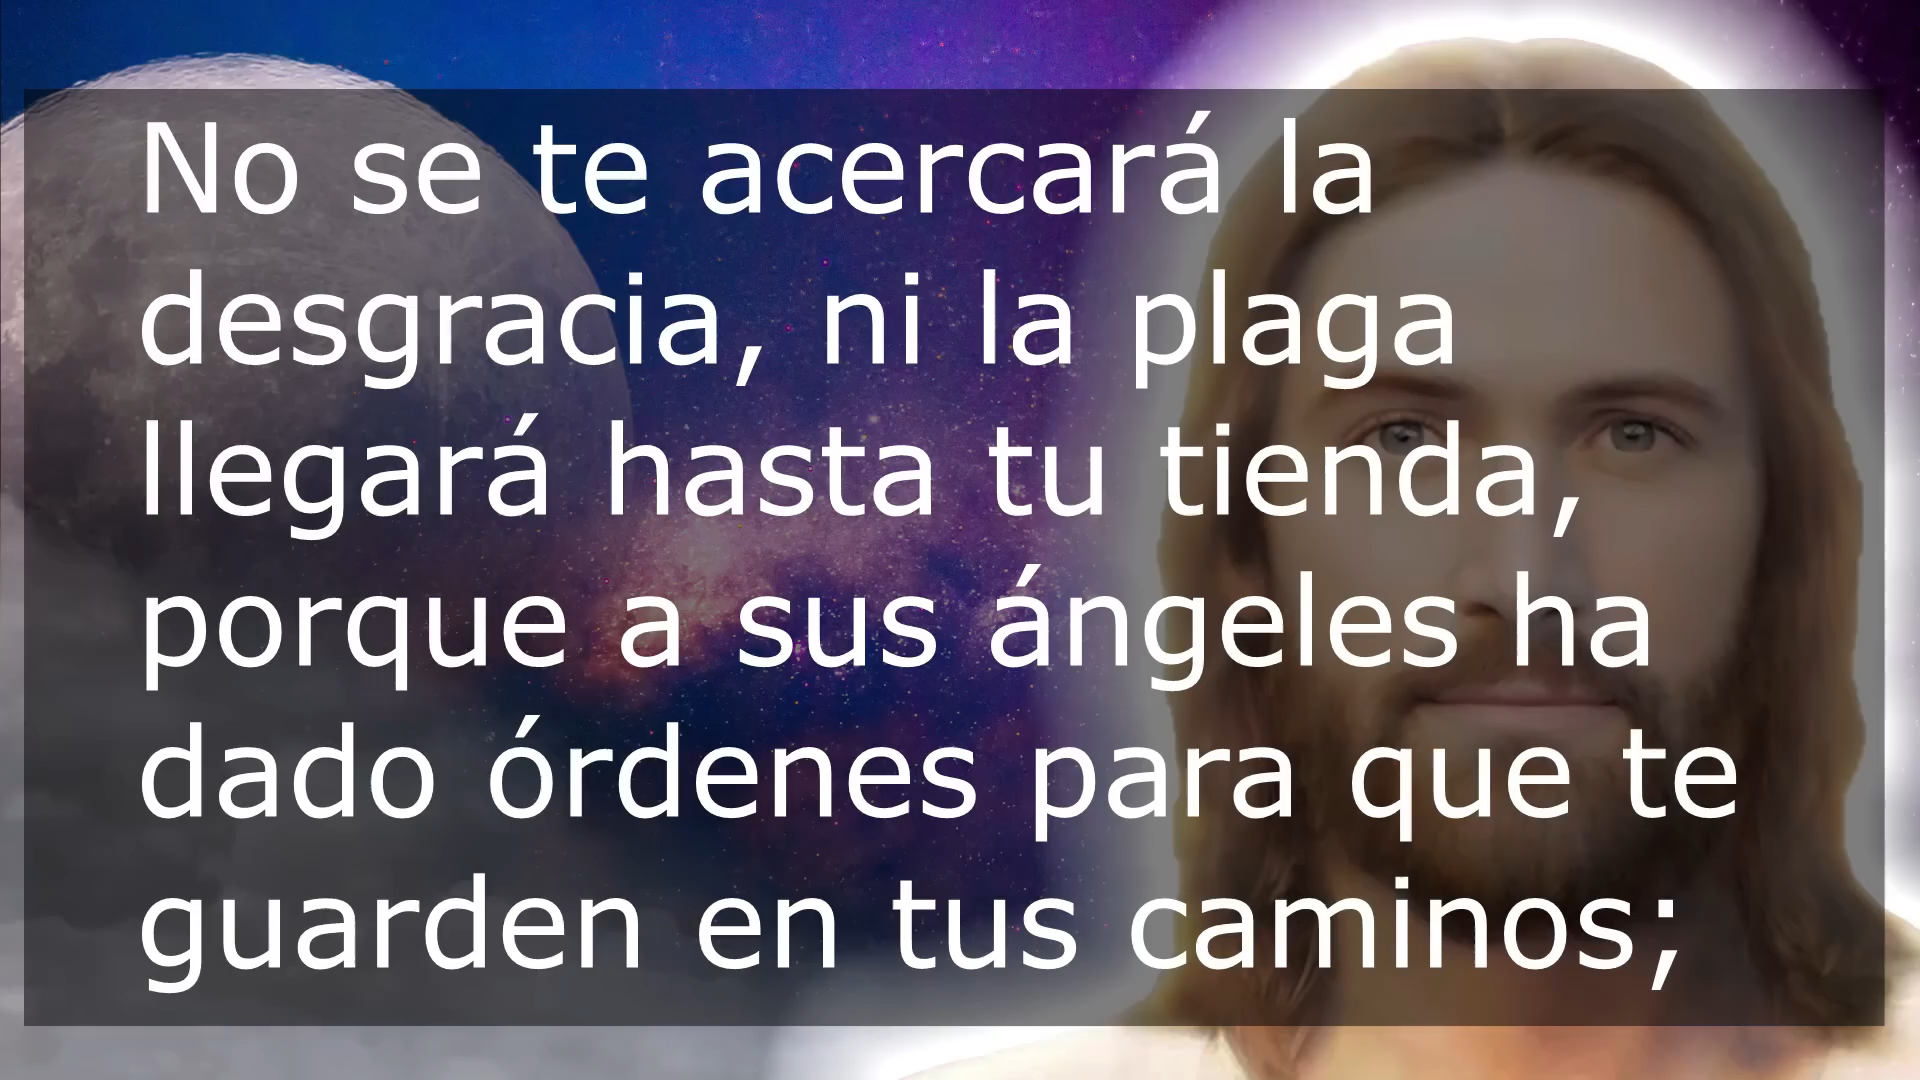 No se te acercará la
desgracia, ni la plaga
llegará hasta tu tienda,
porque a sus ángeles ha
dado órdenes para que te
guarden en tus caminos;